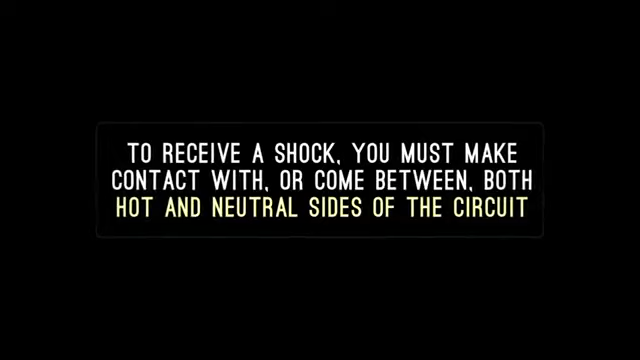 TO RECEIVE A SHOCK, YOU MUST MAKE
CONTACT WITH, OR COME BETWEEN, BOTH
HOT AND NEUTRAL SIDES OF THE CIRCUIT